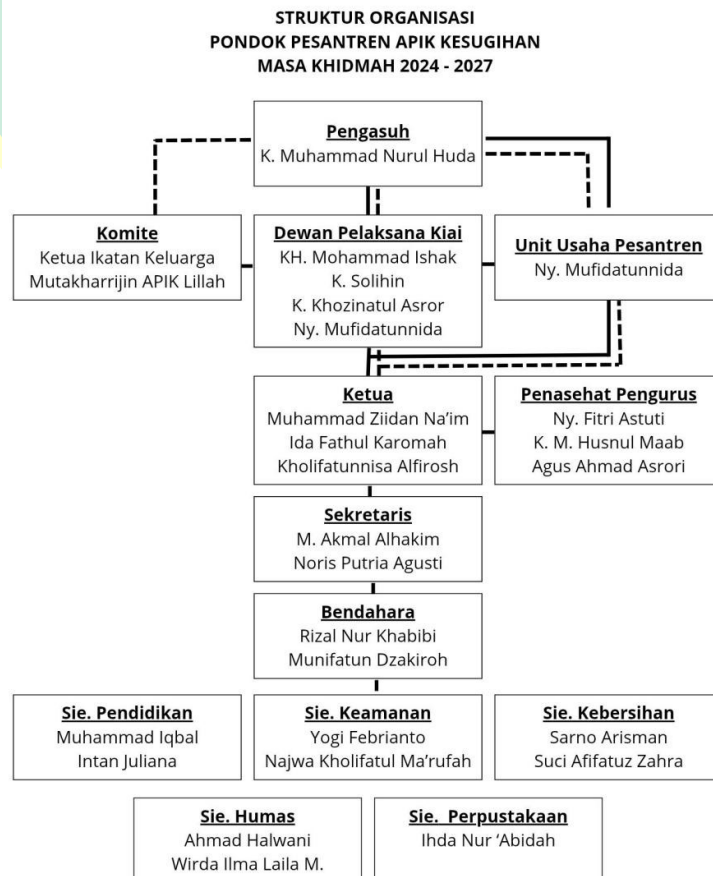 STRUKTUR ORGANISASI
PONDOK PESANTREN APIK KESUGIHAN
MASA KHIDMAH 2024 - 2027
Pengasuh
K. Muhammad Nurul Huda
Komite
Ketua Ikatan Keluarga
Mutakharrijin APIK Lillah
Dewan Pelaksana Kiai
KH. Mohammad Ishak
K. Solihin
K. Khozinatul Asror
Ny. Mufidatunnida
Unit Usaha Pesantren
Ny. Mufidatunnida
Ketua
Muhammad Ziidan Na’im
Ida Fathul Karomah
Kholifatunnisa Alfirosh
Penasehat Pengurus
Ny. Fitri Astuti
K. M. Husnul Maab
Agus Ahmad Asrori
Sekretaris
M. Akmal Alhakim
Noris Putria Agusti
Bendahara
Rizal Nur Khabibi
Munifatun Dzakiroh
Sie. Pendidikan
Muhammad Iqbal
Intan Juliana
Sie. Keamanan
Yogi Febrianto
Najwa Kholifatul Ma’rufah
Sie. Kebersihan
Sarno Arisman
Suci Afifatuz Zahra
Sie. Humas
Ahmad Halwani
Wirda Ilma Laila M.
Sie. Perpustakaan
Ihda Nur ‘Abidah